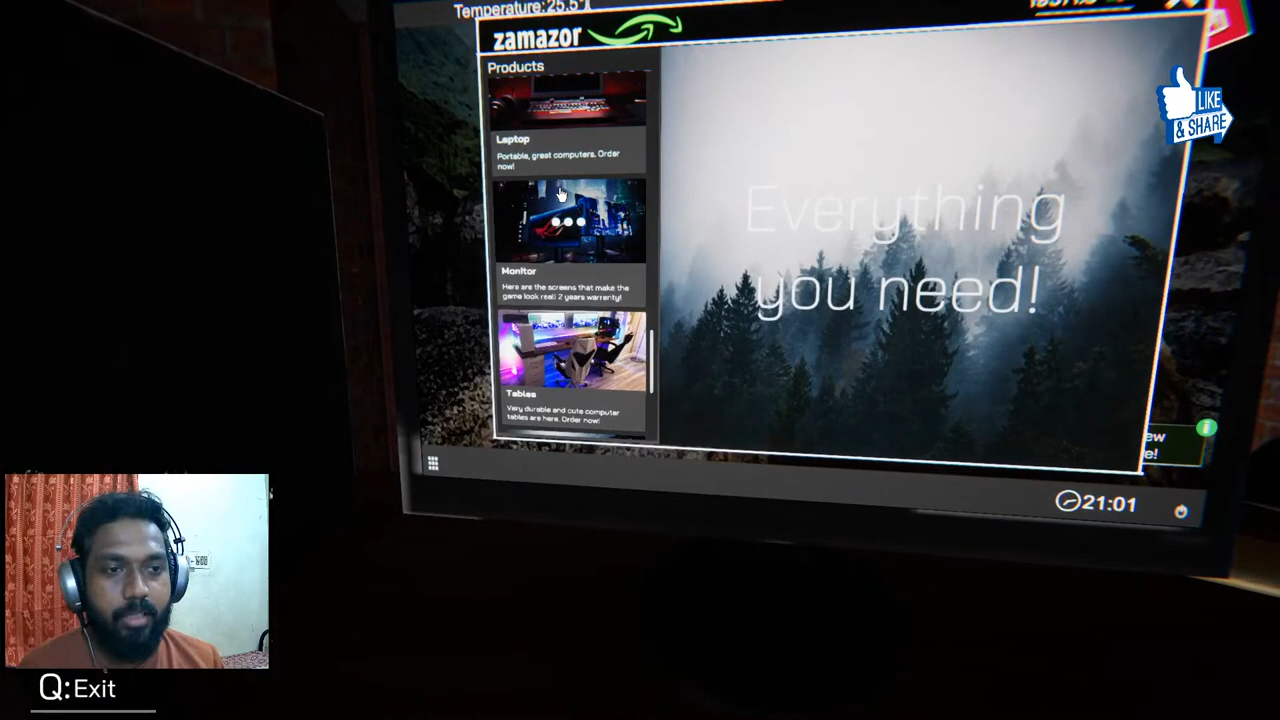 Temperature: 25.5°
zamazor
Products
Laptop
Portable, great computers. Order
now!
Monitor
Here are the screens that make the
game look real! 2 years warranty!
Tables
Very durable and cute computer
tables are here. Order now!
Everything
you need!
LIKE
& SHARE
ew
e!
i
21:01
Q:Exit